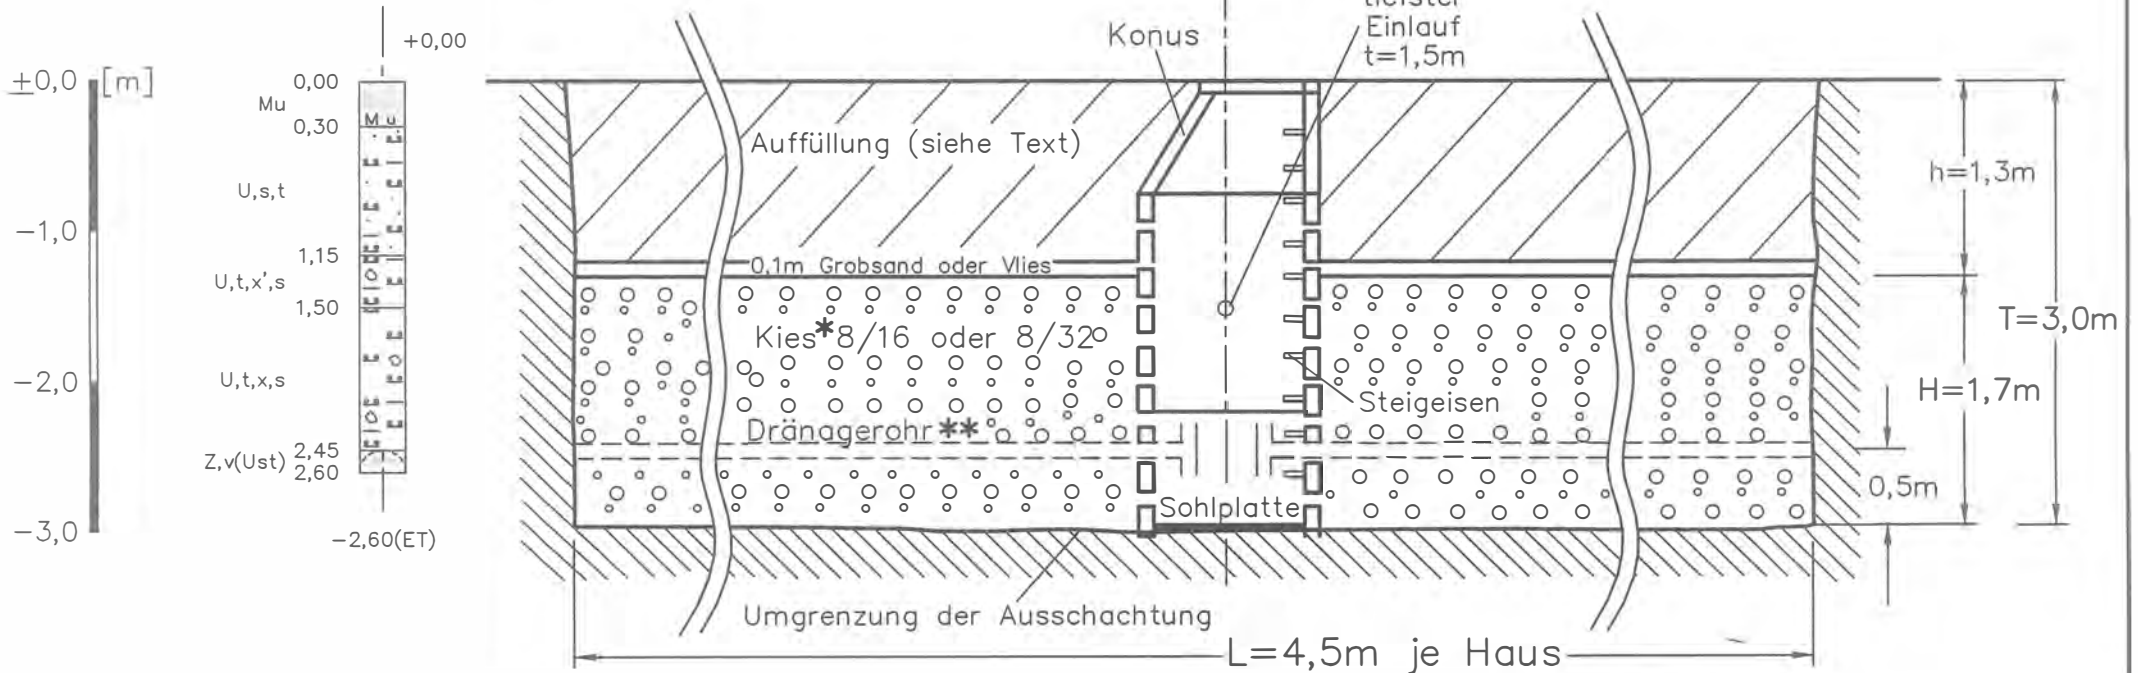 ±0,0 [m]
-1,0
-2,0
-3,0
+0,00
0,00
Mu
Mu
0,30
U,s,t
1,15
U,t,x',s
1,50
U,t,x,s
2,45
Z,v(Ust)
2,60
-2,60(ET)
Konus
tiefster
Einlauf
t=1,5m
Auffüllung (siehe Text)
0,1m Grobsand oder Vlies
Kies*8/16 oder 8/32
Steigeisen
Dränagerohr**
Sohlplatte
Umgrenzung der Ausschachtung
L=4,5m je Haus
h=1,3m
T=3,0m
H=1,7m
0,5m